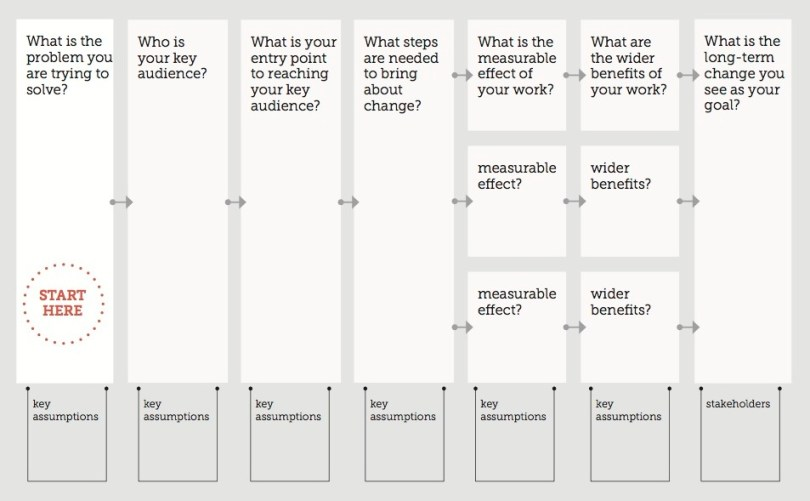 What is the
problem you
are trying to
solve?
START
HERE
Who is
your key
audience?
What is your
entry point
to reaching
your key
audience?
What steps
are needed
to bring
about
change?
What is the
measurable
effect of
your work?
What are
the wider
benefits of
your work?
What is the
long-term
change you
see as your
goal?
measurable
effect?
wider
benefits?
measurable
effect?
wider
benefits?
key
assumptions
key
assumptions
key
assumptions
key
assumptions
key
assumptions
key
assumptions
stakeholders